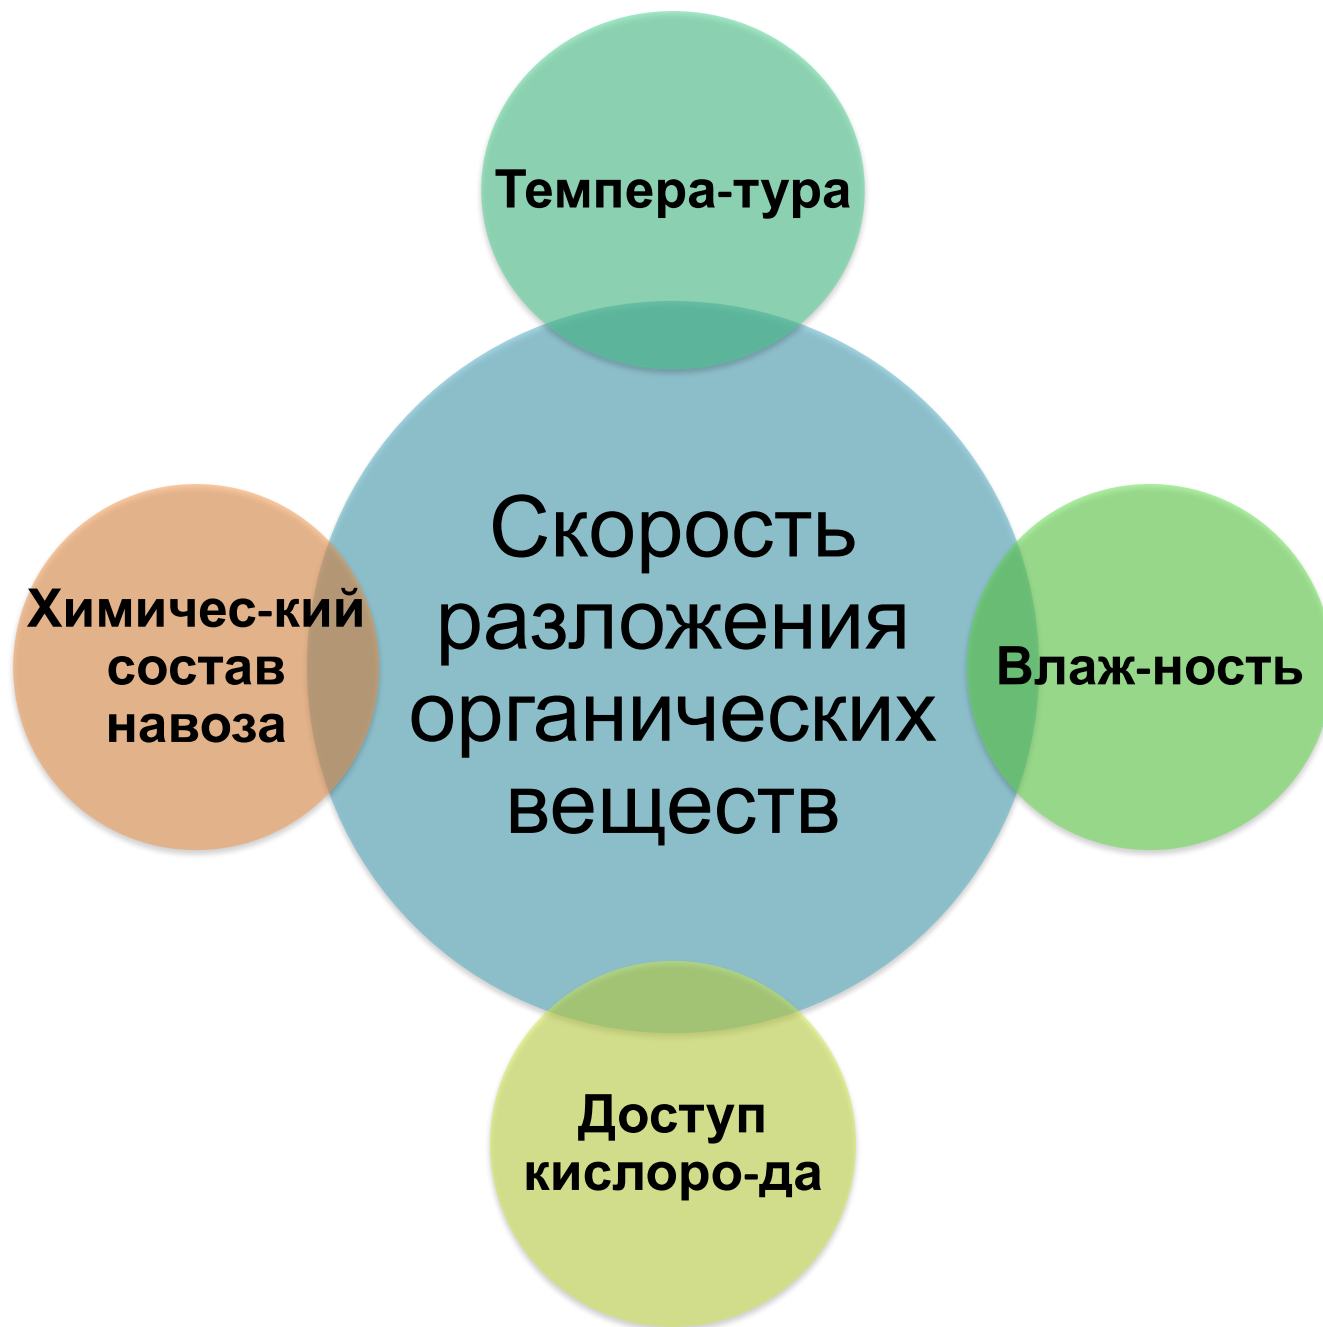 Темпера-тура
Скорость
разложения
органических
веществ
Химичес-кий
состав
навоза
Влаж-ность
Доступ
кислоро-да